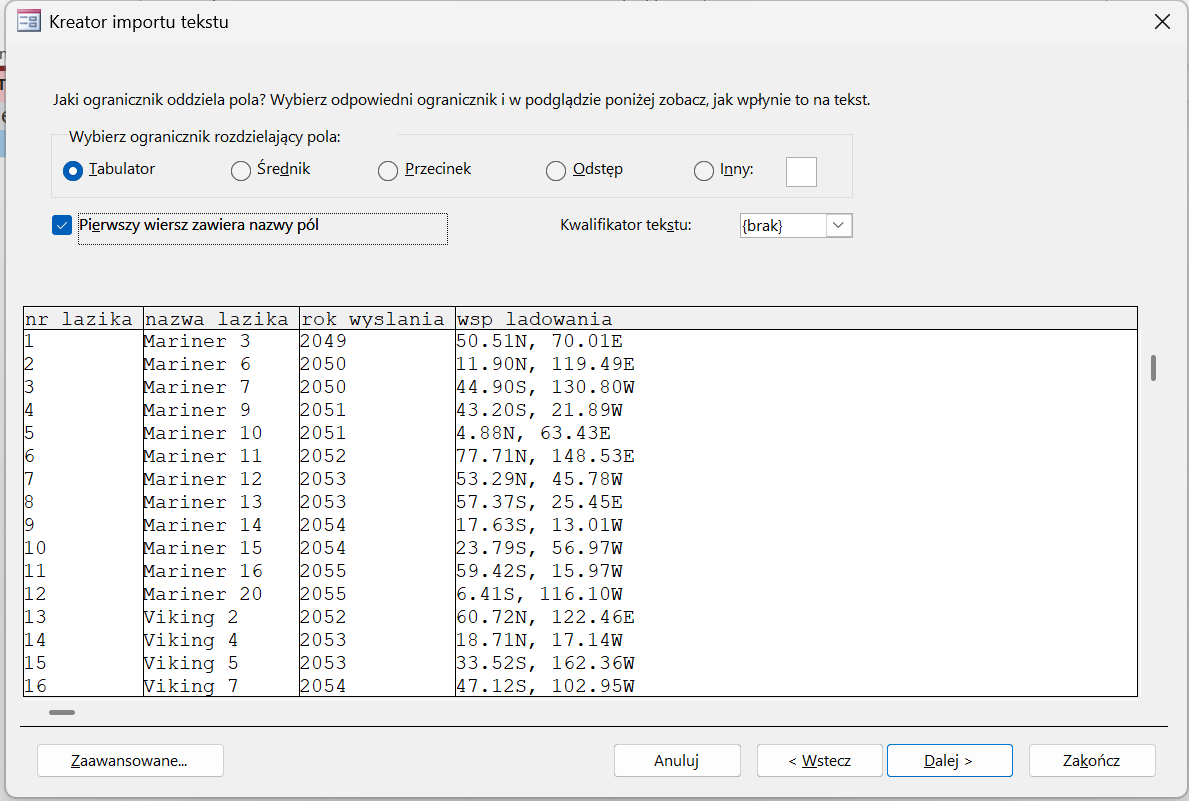 Kreator importu tekstu
Jaki ogranicznik oddziela pola? Wybierz odpowiedni ogranicznik i w podglądzie poniżej zobacz, jak wpłynie to na tekst.
Wybierz ogranicznik rozdzielający pola:
Tabulator Średnik Przecinek Odstęp Inny:
Pierwszy wiersz zawiera nazwy pól Kwalifikator tekstu: {brak}
nr lazika nazwa lazika rok wyslania wsp ladowania
1 Mariner 3 2049 50.51N, 70.01E
2 Mariner 6 2050 11.90N, 119.49E
3 Mariner 7 2050 44.90S, 130.80W
4 Mariner 9 2051 43.20S, 21.89W
5 Mariner 10 2051 4.88N, 63.43E
6 Mariner 11 2052 77.71N, 148.53E
7 Mariner 12 2053 53.29N, 45.78W
8 Mariner 13 2053 57.37S, 25.45E
9 Mariner 14 2054 17.63S, 13.01W
10 Mariner 15 2054 23.79S, 56.97W
11 Mariner 16 2055 59.42S, 15.97W
12 Mariner 20 2055 6.41S, 116.10W
13 Viking 2 2052 60.72N, 122.46E
14 Viking 4 2053 18.71N, 17.14W
15 Viking 5 2053 33.52S, 162.36W
16 Viking 7 2054 47.12S, 102.95W
Zaawansowane... Anuluj < Wstecz Dalej > Zakończ